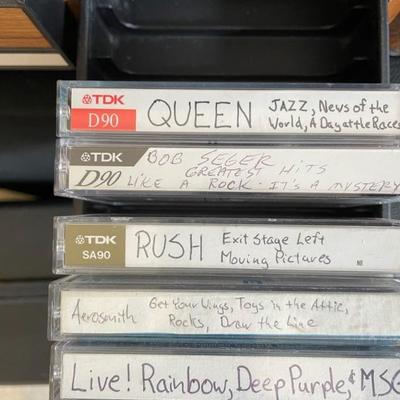 TDK
D90
QUEEN
JAZZ, News of the
World, A Day at the Races
TDK
D90
BOB SEGER
GREATEST HITS
LIKE A ROCK - IT'S A MYSTERY
TDK
SA90
RUSH
Exit Stage Left
Moving Pictures
NR
Aerosmith
Get Your Wings, Toys in the Attic,
Rocks, Draw the Line
Live! Rainbow, Deep Purple, & MSG